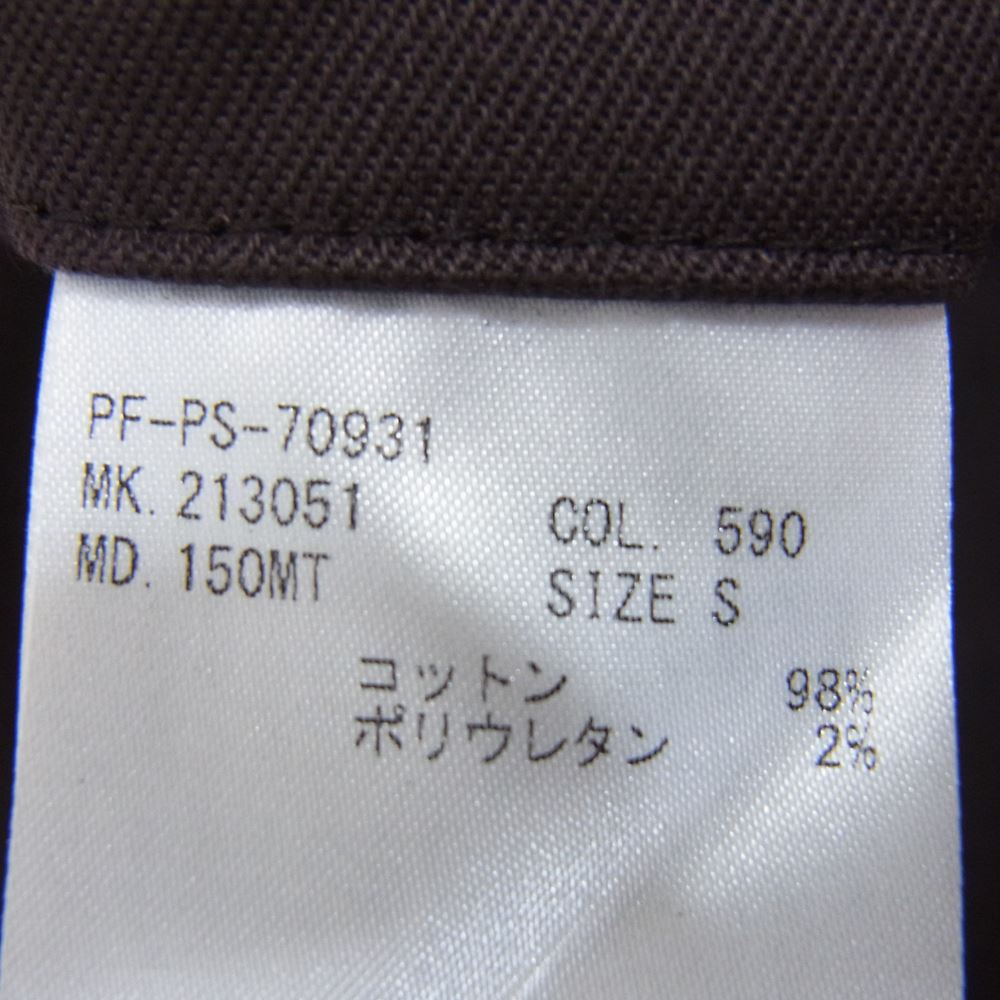 PF-PS-70931
MK. 213051 COL. 590
MD. 150MT SIZE S
コットン 98%
ポリウレタン 2%